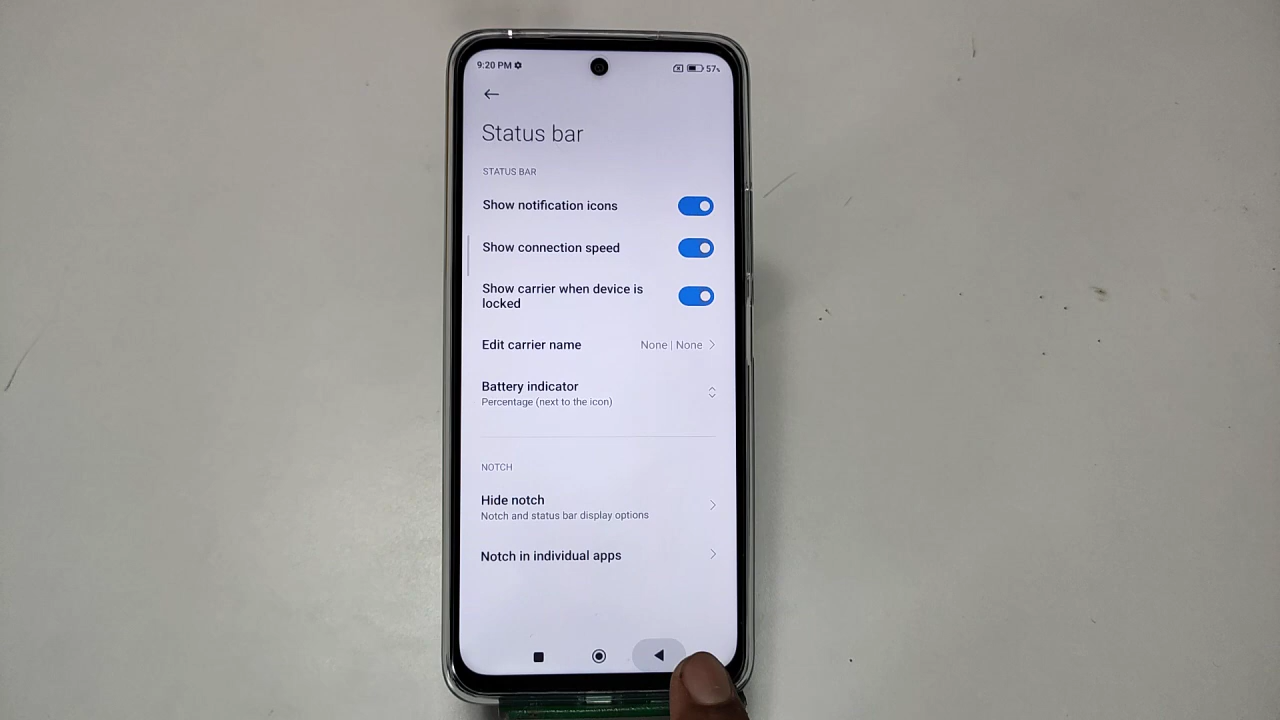 9:20 PM
57%
Status bar
STATUS BAR
Show notification icons
Show connection speed
Show carrier when device is
locked
Edit carrier name None | None
Battery indicator
Percentage (next to the icon)
NOTCH
Hide notch
Notch and status bar display options
Notch in individual apps